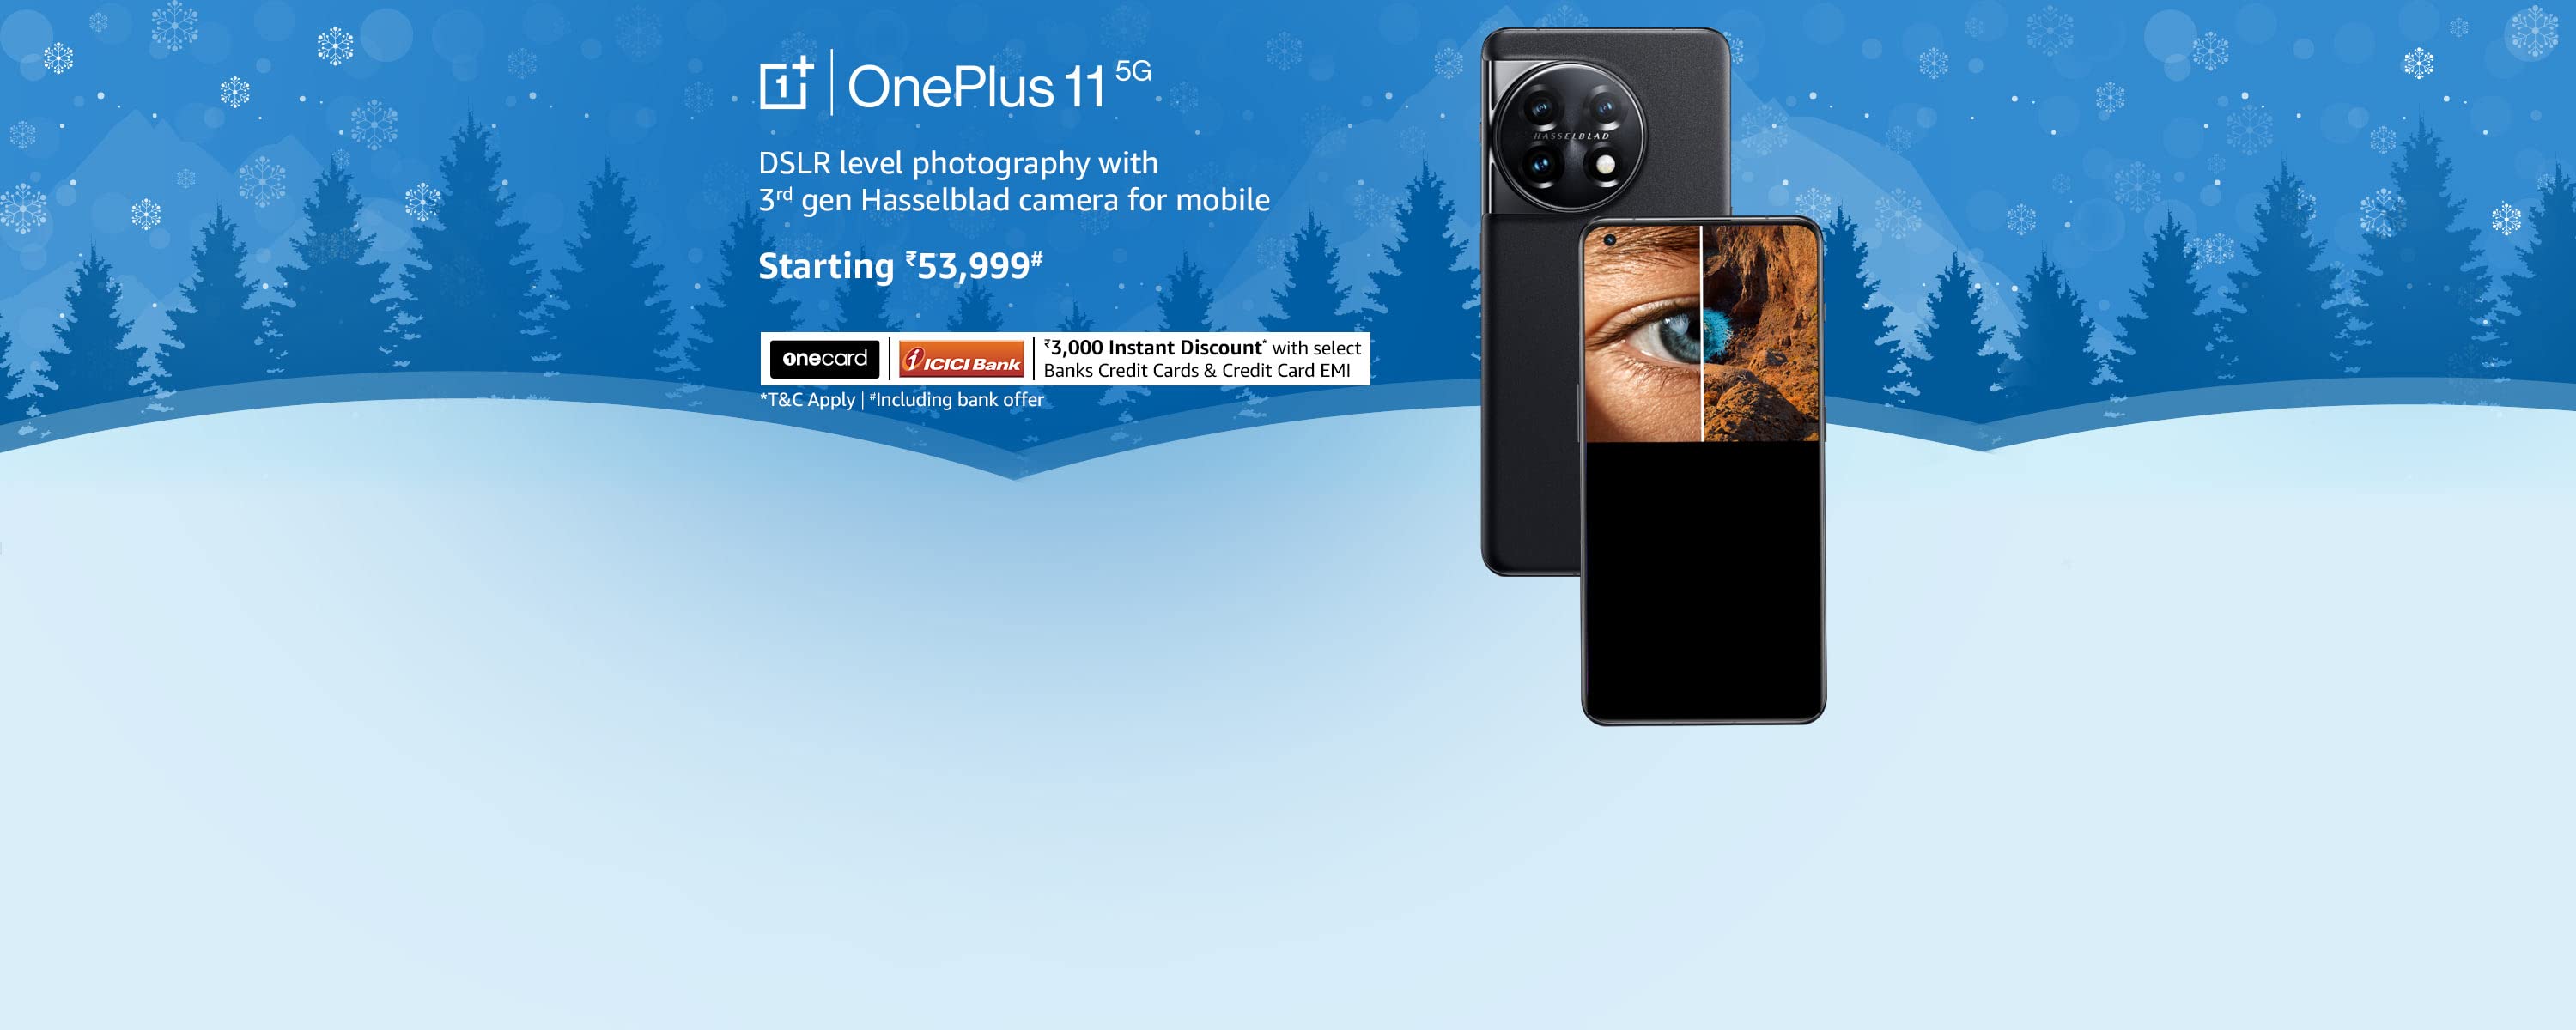 1+ | OnePlus 11 5G
DSLR level photography with
3rd gen Hasselblad camera for mobile
Starting ₹53,999#
onecard | ICICI Bank | ₹3,000 Instant Discount* with select
Banks Credit Cards & Credit Card EMI
*T&C Apply | #Including bank offer
HASSELBLAD